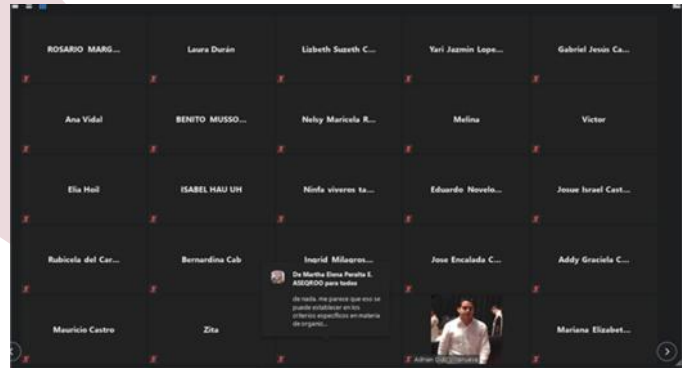 ROSARIO MARG...
Laura Durán
Lizbeth Suzeth C...
Yari Jazmin Lope...
Gabriel Jesús Ca...
Ana Vidal
BENITO MUSSO...
Nelsy Maricela R...
Melina
Victor
Elia Hoil
ISABEL HAU UH
Ninfa viveros ta...
Eduardo Novelo...
Josue Israel Cast...
Rubicela del Car...
Bernardina Cab
Ingrid Milagros...
Jose Encalada C...
Addy Graciela C...
De Martha Elena Peralta E.
ASEQROO para todos
de nada. me parece que eso se
puede establecer en los
criterios específicos en materia
de organic...
Mauricio Castro
Zita
Adrian
Mariana Elizabet...